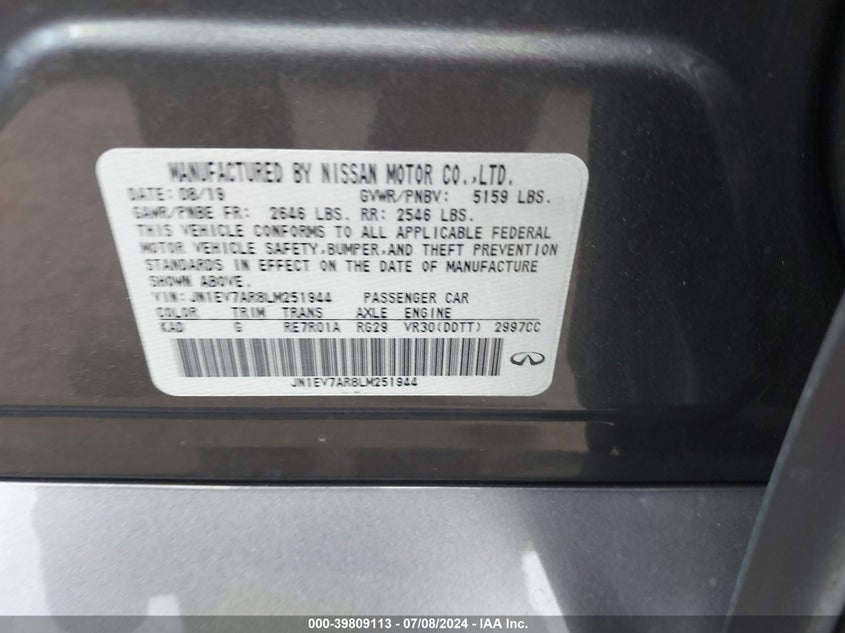 MANUFACTURED BY NISSAN MOTOR CO.,LTD.
DATE: 08/19 GVWR/PNBV: 5159 LBS.
GAWR/PNBE FR: 2646 LBS. RR: 2546 LBS.
THIS VEHICLE CONFORMS TO ALL APPLICABLE FEDERAL
MOTOR VEHICLE SAFETY,BUMPER,AND THEFT PREVENTION
STANDARDS IN EFFECT ON THE DATE OF MANUFACTURE
SHOWN ABOVE.
VIN: JN1EV7AR8LM251944 PASSENGER CAR
COLOR TRIM TRANS AXLE ENGINE
KAD G RE7R01A RG29 VR30(DDTT) 2997CC
JN1EV7AR8LM251944
000-39809113 - 07/08/2024 - IAA Inc.